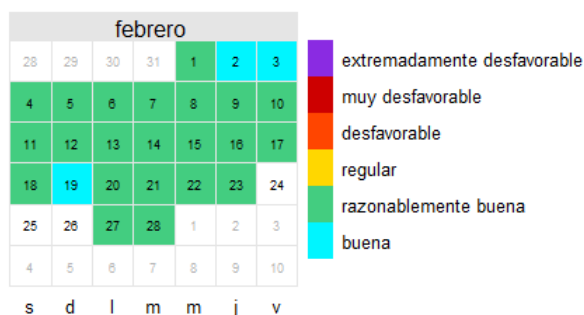 febrero
28 29 30 31 1 2 3
4 5 6 7 8 9 10
11 12 13 14 15 16 17
18 19 20 21 22 23 24
25 26 27 28 1 2 3
4 5 6 7 8 9 10
s d l m m j v
extremadamente desfavorable
muy desfavorable
desfavorable
regular
razonablemente buena
buena